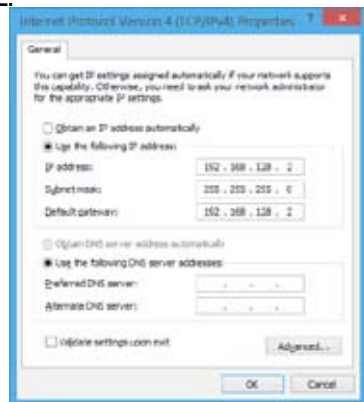 Internet Protocol Version 4 (TCP/IPv4) Properties
General
You can get IP settings assigned automatically if your network supports
this capability. Otherwise, you need to ask your network administrator
for the appropriate IP settings.
Obtain an IP address automatically
Use the following IP address:
IP address: 192 . 168 .
Subnet mask: 255 . 255 . 255 . 0
Default gateway: 192 . 168 .
Obtain DNS server address automatically
Use the following DNS server addresses:
Preferred DNS server:
Alternate DNS server:
Validate settings upon exit
Advanced...
OK Cancel